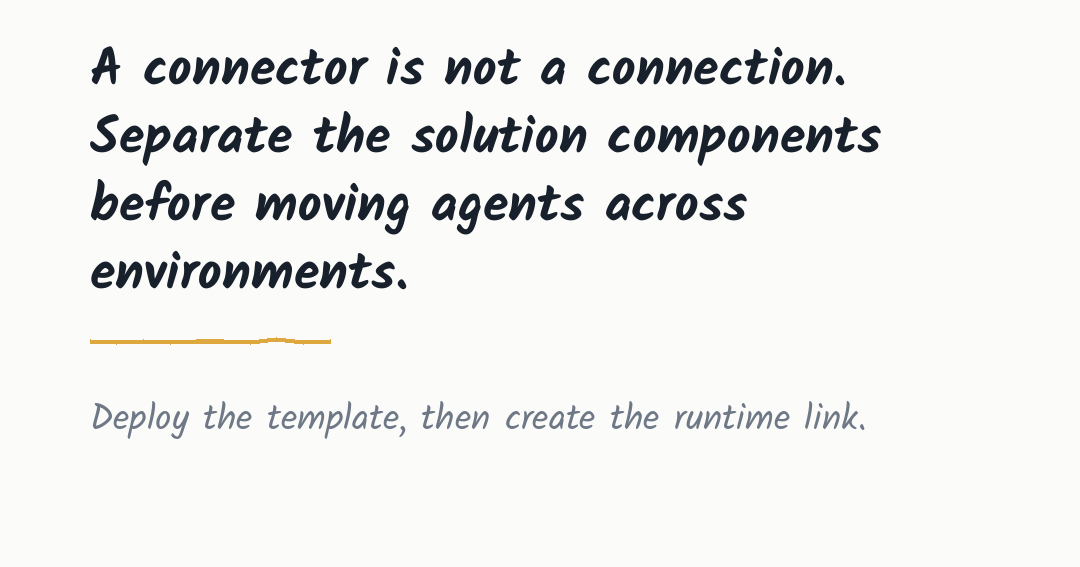 A connector is not a connection.
Separate the solution components
before moving agents across
environments.
Deploy the template, then create the runtime link.